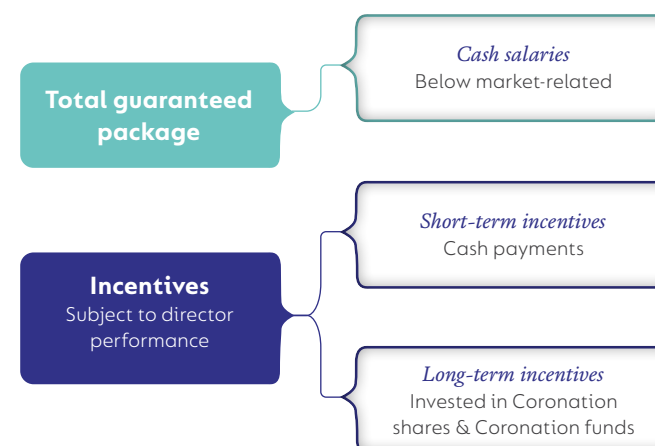 Total guaranteed
package
Cash salaries
Below market-related
Incentives
Subject to director
performance
Short-term incentives
Cash payments
Long-term incentives
Invested in Coronation
shares & Coronation funds